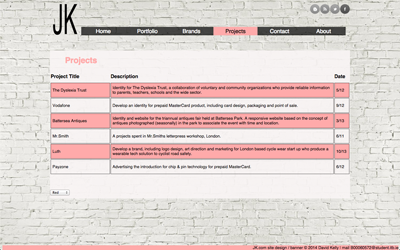 JK
Home Portfolio Brands Projects Contact About
Projects
Project Title Description Date
The Dyslexia Trust Identity for The Dyslexia Trust, a collaboration of voluntary and community organizations who provide reliable information
to parents, teachers, schools and the wide sector. 5/12
Vodafone Develop an identity for prepaid MasterCard product, including card design, packaging and point of sale. 9/12
Battersea Antiques Identity and website for the triannual antiques fair held at Battersea Park. A responsive website based on the concept of
antiques photographed (seasonally) in the park to associate the event with time and location. 3/13
Mr.Smith A projects spent in Mr.Smiths letterpress workshop, London. 8/11
Luth Develop a brand, including logo design, art direction and marketing for London based cycle wear start up who produce a
wearable tech solution to cyclist road safety. 10/13
Payzone Advertising the introduction for chip & pin technology for prepaid MasterCard. 6/12
Red
JK.com site design / banner © 2014 David Kelly / mail